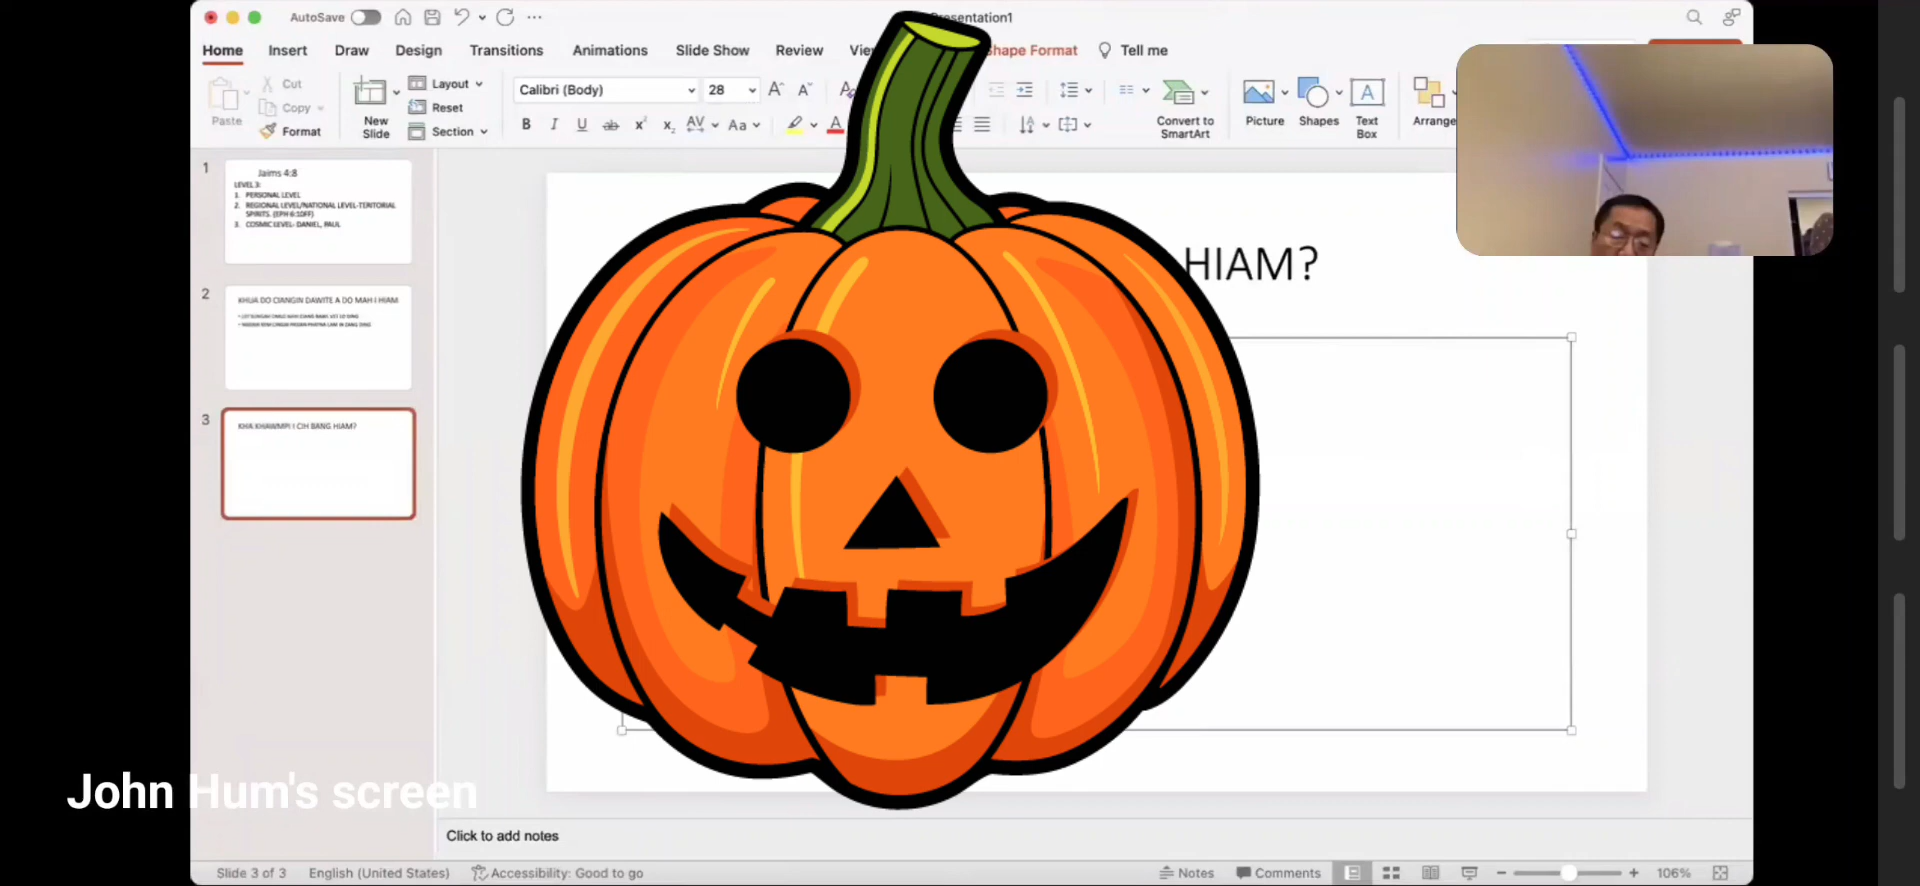 AutoSave
Presentation1
Home
Insert
Draw
Design
Transitions
Animations
Slide Show
Review
Shape Format
Tell me
Paste
Cut
Copy
Format
New
Slide
Layout
Reset
Section
Calibri (Body)
28
Convert to
SmartArt
Picture
Shapes
Text
Box
Arrange
1
Jaims 4:8
LEVEL 3:
1. PERSONAL LEVEL
2. REGIONAL LEVEL/NATIONAL LEVEL-TERITORIAL
SPIRITS. (EPH 6:10FF)
3. COSMIC LEVEL- DANIEL, PAUL
2
KHUA DO CIANGIN DAWITE A DO MAH I HIAM
3
KHA KHAWMPI I CIH BANG HIAM?
HIAM?
John Hum's screen
Click to add notes
Slide 3 of 3
English (United States)
Accessibility: Good to go
Notes
Comments
106%